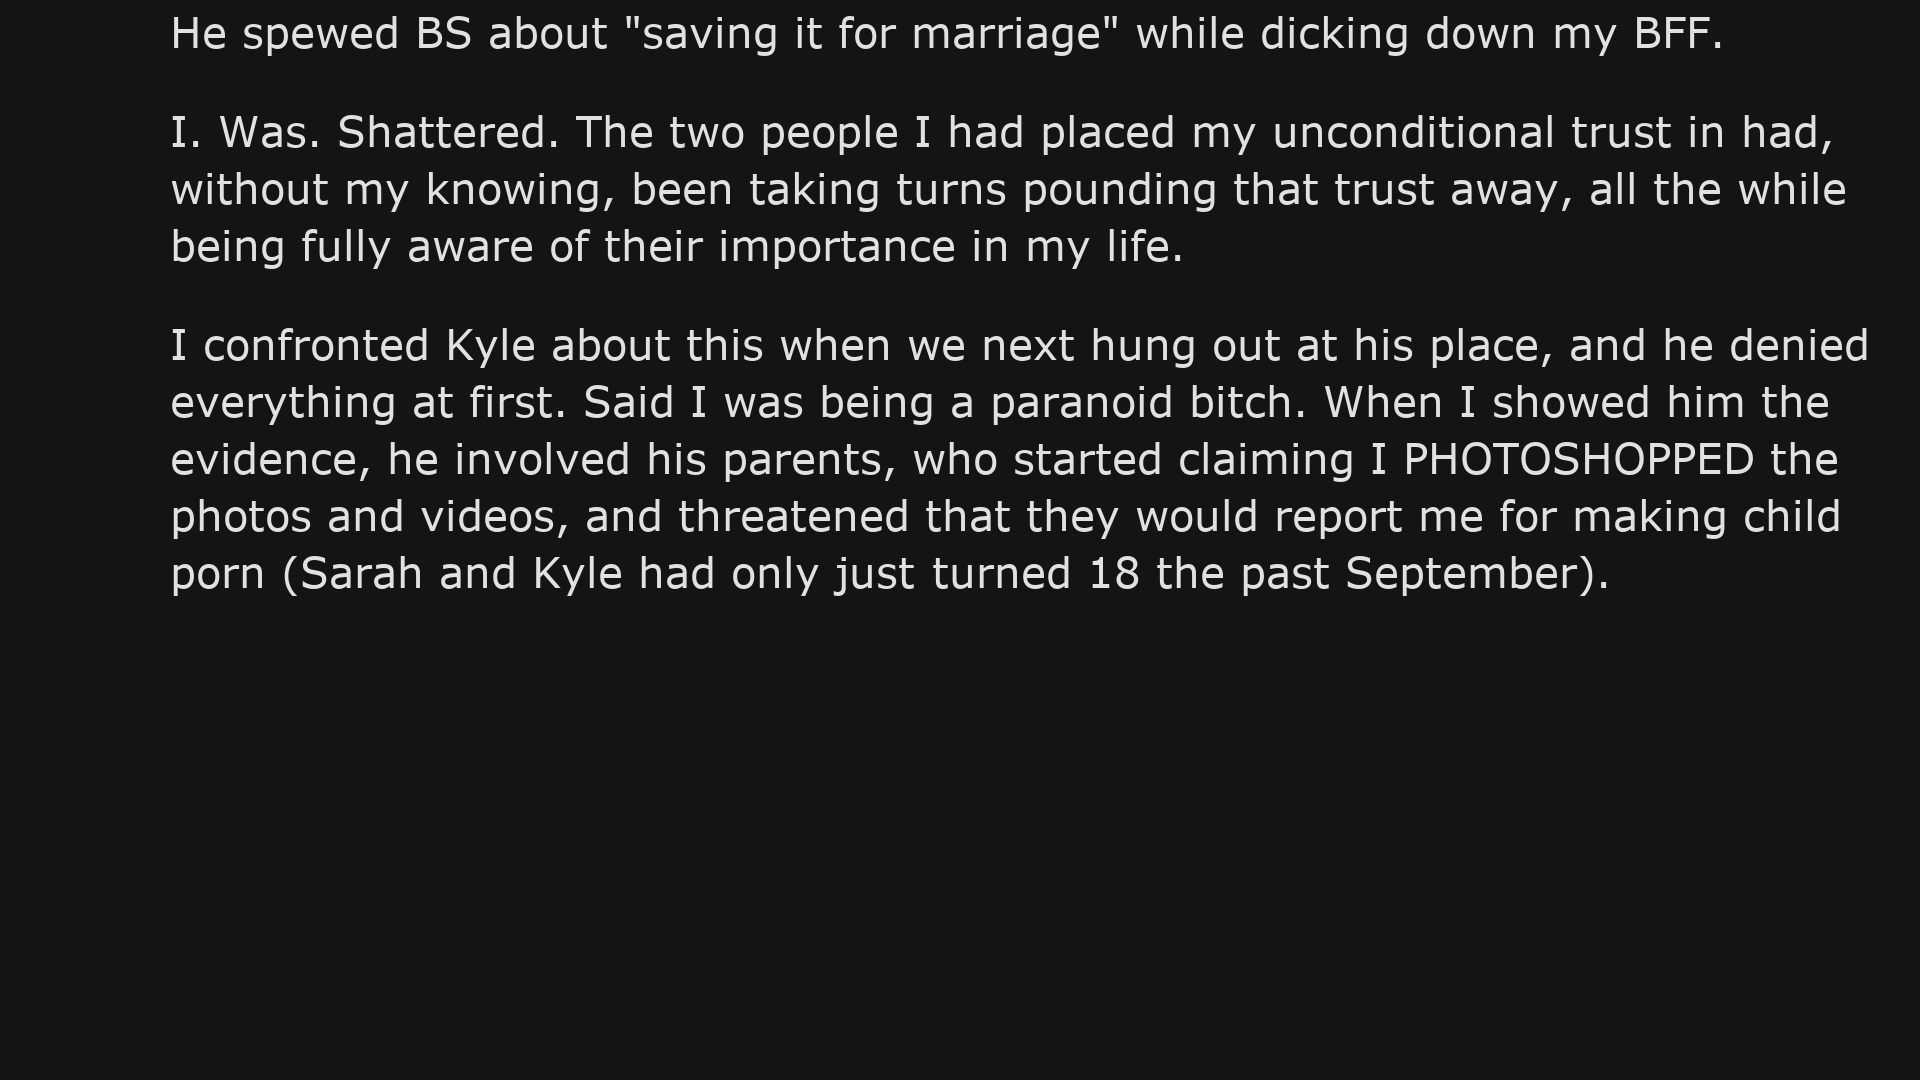 He spewed BS about "saving it for marriage" while dicking down my BFF.
I. Was. Shattered. The two people I had placed my unconditional trust in had,
without my knowing, been taking turns pounding that trust away, all the while
being fully aware of their importance in my life.
I confronted Kyle about this when we next hung out at his place, and he denied
everything at first. Said I was being a paranoid bitch. When I showed him the
evidence, he involved his parents, who started claiming I PHOTOSHOPPED the
photos and videos, and threatened that they would report me for making child
porn (Sarah and Kyle had only just turned 18 the past September).